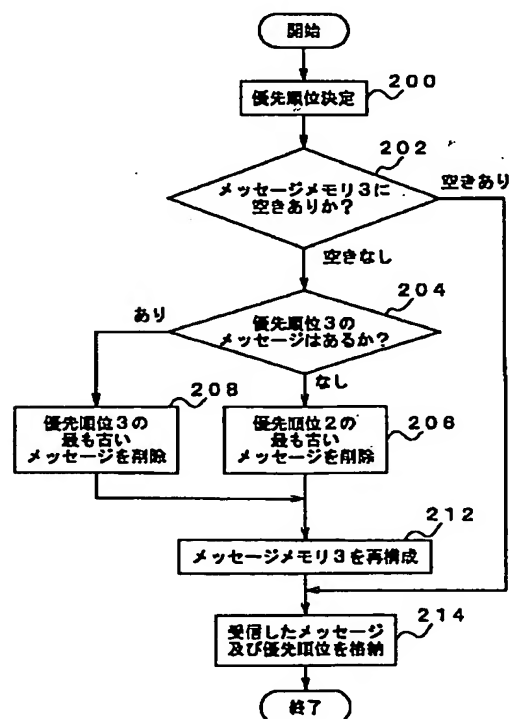 開始
200
優先順位決定
202
メッセージメモリ3に
空きありか?
空きあり
空きなし
204
あり
優先順位3の
メッセージはあるか?
なし
208
優先順位3の
最も古い
メッセージを削除
206
優先順位2の
最も古い
メッセージを削除
212
メッセージメモリ3を再構成
214
受信したメッセージ
及び優先順位を格納
終了